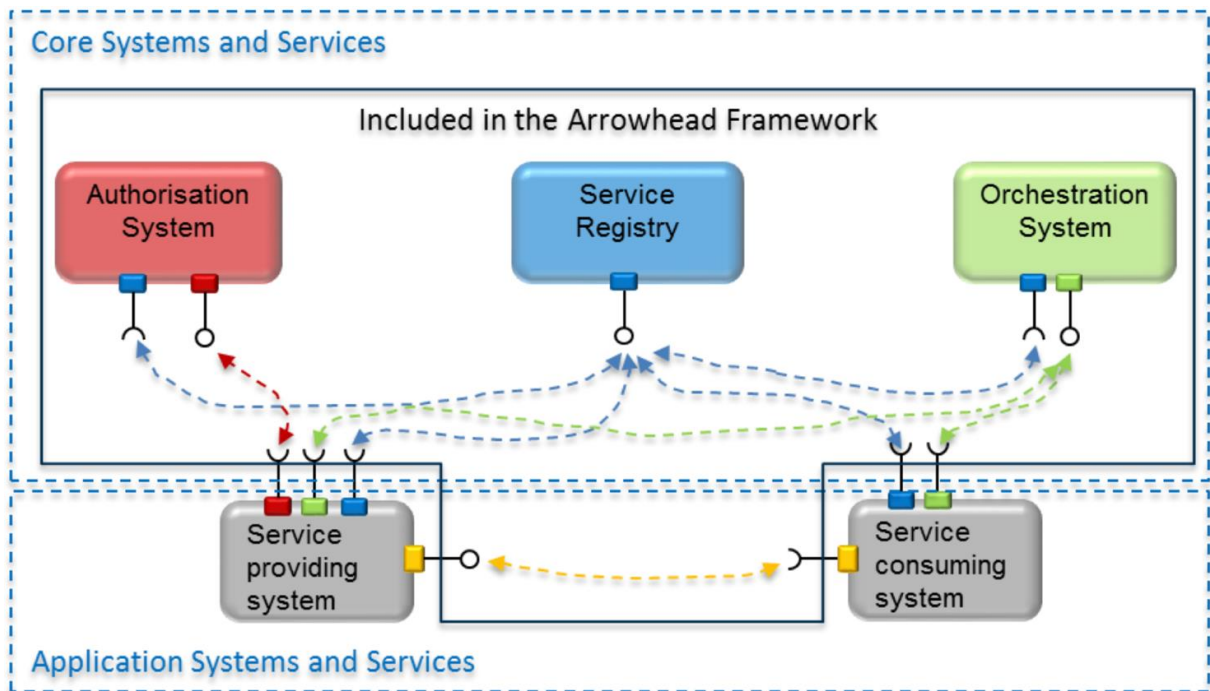 Core Systems and Services
Included in the Arrowhead Framework
Authorisation
System
Service
Registry
Orchestration
System
Service
providing
system
Service
consuming
system
Application Systems and Services